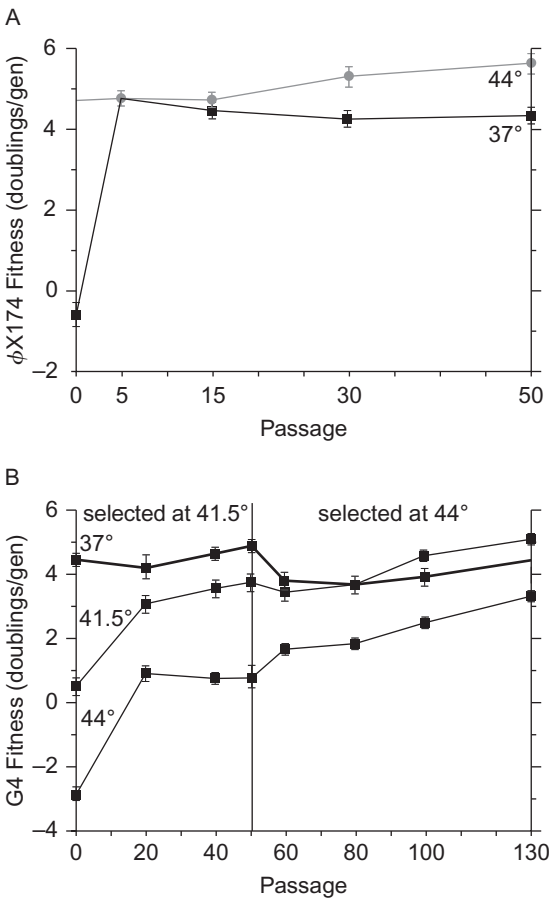 A
6
4
2
0
−2
ϕX174 Fitness (doublings/gen)
44°
37°
0 5 15 30 50
Passage
B
6
4
2
0
−2
−4
G4 Fitness (doublings/gen)
selected at 41.5° selected at 44°
37°
41.5°
44°
0 20 40 50 60 80 100 130
Passage